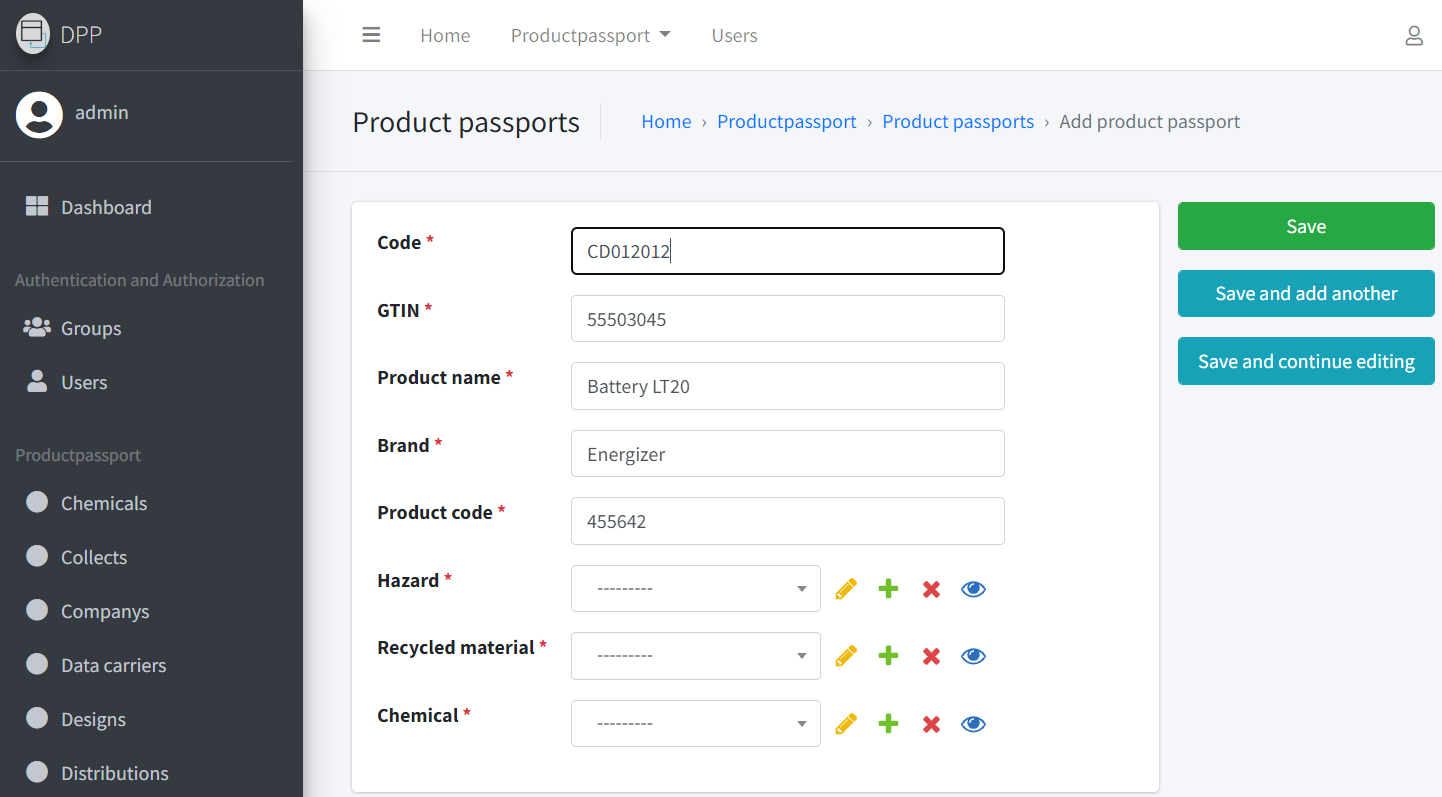 DPP
Home Productpassport Users
admin
Product passports
Home › Productpassport › Product passports › Add product passport
Dashboard
Authentication and Authorization
Groups
Users
Productpassport
Chemicals
Collects
Companys
Data carriers
Designs
Distributions
Code * CD012012
GTIN * 55503045
Product name * Battery LT20
Brand * Energizer
Product code * 455642
Hazard * ---------
Recycled material * ---------
Chemical * ---------
Save
Save and add another
Save and continue editing